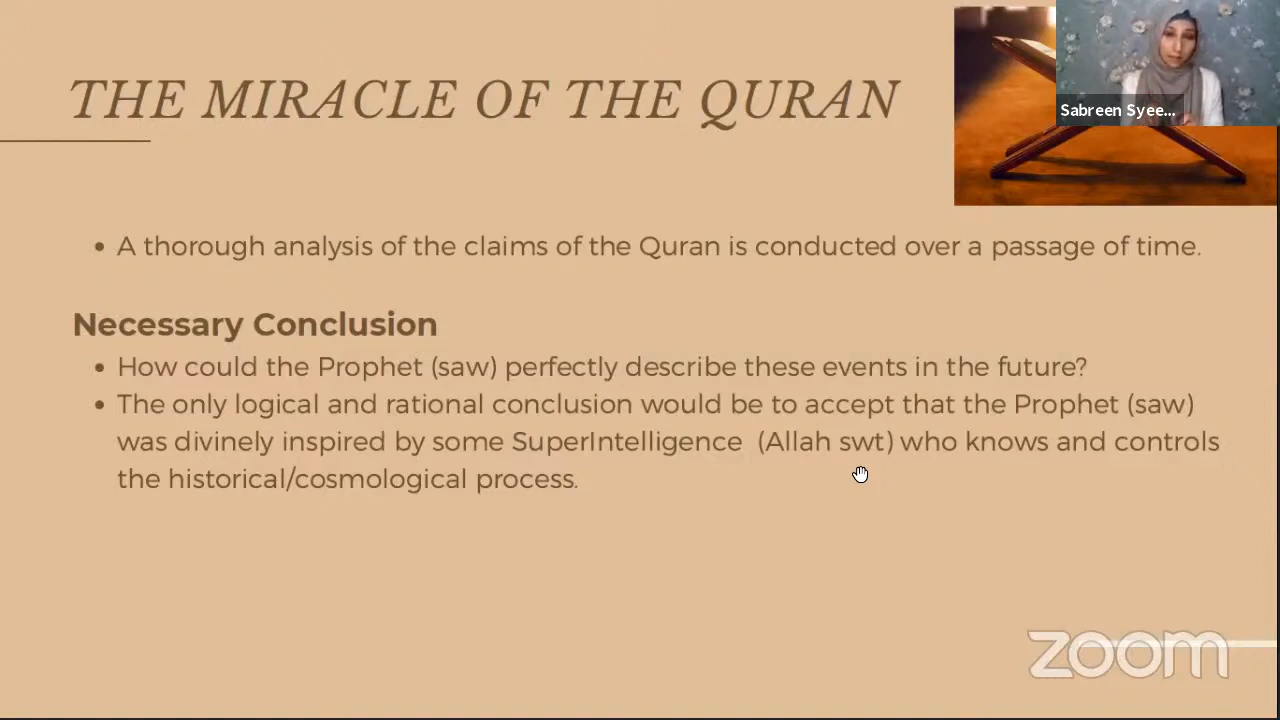 THE MIRACLE OF THE QURAN
Sabreen Syee...
• A thorough analysis of the claims of the Quran is conducted over a passage of time.
Necessary Conclusion
• How could the Prophet (saw) perfectly describe these events in the future?
• The only logical and rational conclusion would be to accept that the Prophet (saw)
was divinely inspired by some SuperIntelligence (Allah swt) who knows and controls
the historical/cosmological process.
zoom